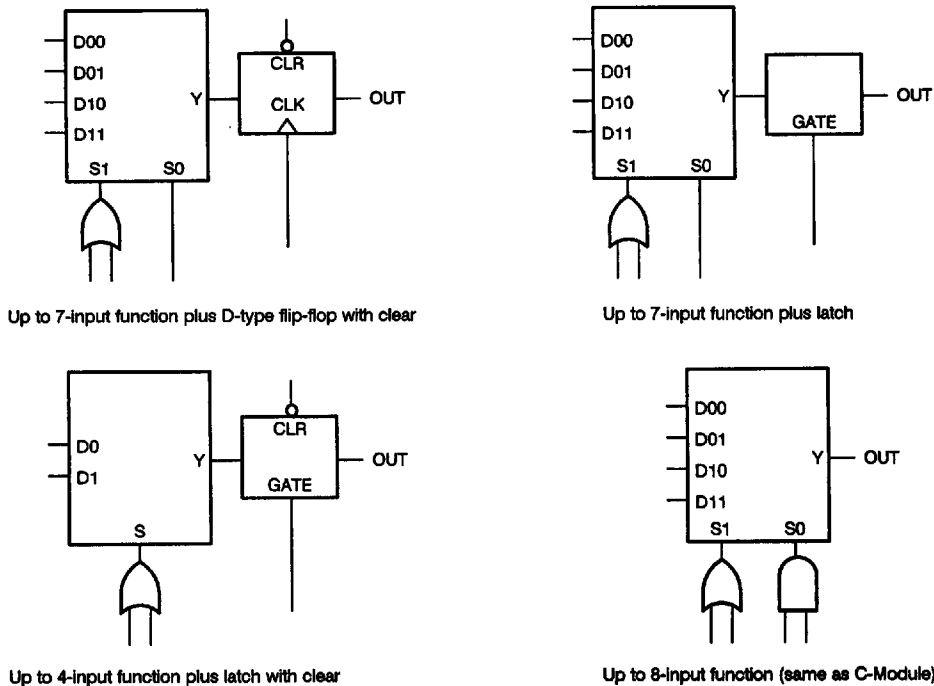 D00
D01
D10
D11
Y
S1 S0
CLR
CLK
OUT
Up to 7-input function plus D-type flip-flop with clear
D00
D01
D10
D11
Y
S1 S0
GATE
OUT
Up to 7-input function plus latch
D0
D1
Y
S
CLR
GATE
OUT
Up to 4-input function plus latch with clear
D00
D01
D10
D11
Y
S1 S0
OUT
Up to 8-input function (same as C-Module)